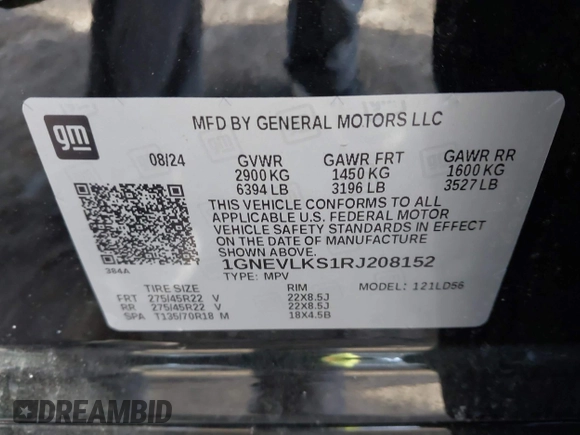 gm
MFD BY GENERAL MOTORS LLC
08/24 GVWR GAWR FRT GAWR RR
2900 KG 1450 KG 1600 KG
6394 LB 3196 LB 3527 LB
THIS VEHICLE CONFORMS TO ALL
APPLICABLE U.S. FEDERAL MOTOR
VEHICLE SAFETY STANDARDS IN EFFECT
ON THE DATE OF MANUFACTURE
SHOWN ABOVE.
384A 1GNEVLKS1RJ208152
TYPE: MPV MODEL: 121LD56
TIRE SIZE RIM
FRT 275/45R22 V 22X8.5J
RR 275/45R22 V 22X8.5J
SPA T135/70R18 M 18X4.5B
DREAMBID